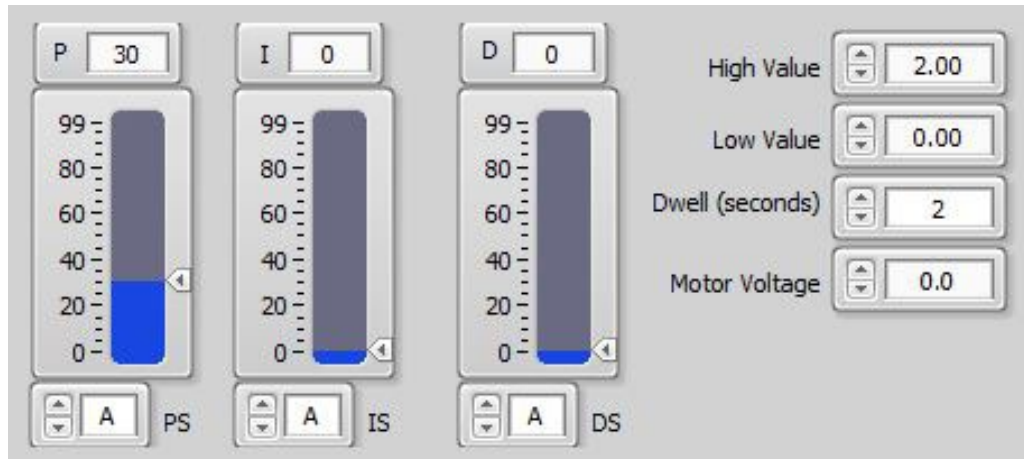 P 30
I 0
D 0
High Value 2.00
99 99 99
Low Value 0.00
80 80 80
Dwell (seconds) 2
60 60 60
40 40 40
Motor Voltage 0.0
20 20 20
0 0 0
A PS
A IS
A DS